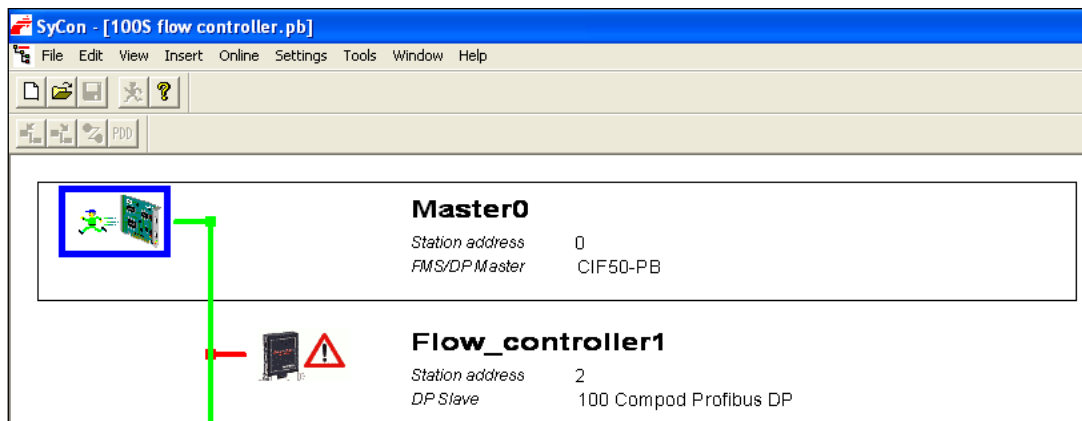 SyCon - [100S flow controller.pb]
File Edit View Insert Online Settings Tools Window Help
PDD
Master0
Station address 0
FMS/DP Master CIF50-PB
Flow_controller1
Station address 2
DP Slave 100 Compod Profibus DP